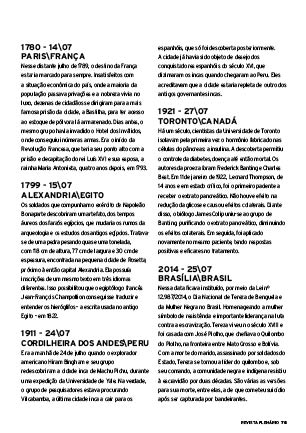 1780 - 14\07
PARIS\FRANÇA
Nesse distante julho de 1789, o destino da França
estaria marcado para sempre. Insatisfeitos com
a situação econômica do país, onde a maioria da
população passava privações e a nobreza vivia no
luxo, dezenas de cidadãos se dirigiram para a mais
famosa prisão da cidade, a Bastilha, para ter acesso
ao estoque de pólvora lá armazenado. Dias antes, o
mesmo grupo havia invadido o Hotel dos Inválidos,
onde conseguiu inúmeras armas. Era o início da
Revolução Francesa, que teria seu ponto alto com a
prisão e decapitação do rei Luís XVI e sua esposa, a
rainha Maria Antonieta, quatro anos depois, em 1793.
1799 - 15\07
ALEXANDRIA\EGITO
Os soldados que compunham o exército de Napoleão
Bonaparte descobriram um artefato, dos tempos
áureos dos faraós egípcios, que mudaria os rumos da
arqueologia e os estudos dos antigos egípcios. Tratava-
se de uma pedra pesando quase uma tonelada,
com 118 cm de altura, 77 cm de largura e 30 cm de
espessura, encontrada na pequena cidade de Rosetta,
próximo à então capital Alexandria. Ela possuía
inscrições de um mesmo texto em três idiomas
diferentes. Isso possibilitou que o egiptólogo francês
Jean-François Champollion conseguisse traduzir e
entender os hieróglifos - a escrita usada no antigo
Egito - em 1822.
1911 - 24\07
CORDILHEIRA DOS ANDES\PERU
Era a manhã de 24 julho quando o explorador
americano Hiram Bingham e seu grupo
redescobriram a cidade inca de Machu Pichu, durante
uma expedição da Universidade de Yale. Na verdade,
o grupo de pesquisadores estava procurando
Vilcabamba, a última cidade inca a cair para os
espanhóis, que só foi descoberta posteriormente.
A cidade já havia sido objeto de desejo dos
conquistadores espanhóis do século XVI, que
dizimaram os incas quando chegaram ao Peru. Eles
acreditavam que a cidade estaria repleta de outro dos
antigos governantes incas.
1921 - 27\07
TORONTO\CANADÁ
Há um século, cientistas da Universidade de Toronto
isolavam pela primeira vez o hormônio fabricado nas
células do pâncreas: a insulina. A descoberta permitiu
o controle da diabetes, doença até então mortal. Os
autores da proeza foram Frederick Banting e Charles
Best. Em 11 de janeiro de 1922, Leonard Thompson, de
14 anos e em estado crítico, foi o primeiro paciente a
receber o extrato pancreático. Não houve efeito na
redução da glicose e causou efeitos colaterais. Diante
disso, o biólogo James Collip uniu-se ao grupo de
Banting purificando o extrato pancreático, diminuindo
os efeitos colaterais. Em seguida, foi aplicado
novamente no mesmo paciente, tendo respostas
positivas e eficazes no tratamento.
2014 - 25\07
BRASÍLIA\BRASIL
Nessa data ficaria instituído, por meio da Lei nº
12.987/2014, o Dia Nacional de Tereza de Benguela e
da Mulher Negra no Brasil. Homenageando a mulher
símbolo de resistência e importante liderança na luta
contra a escravização. Tereza viveu no século XVIII e
foi casada com José Piolho, que chefiava o Quilombo
do Piolho, na fronteira entre Mato Grosso e Bolívia.
Com a morte do marido, assassinado por soldados do
Estado, Tereza se tornou a líder do quilombo e, sob
seu comando, a comunidade negra e indígena resistiu
à escravidão por duas décadas. São várias as versões
para sua morte, entre elas, a de que cometeu suicídio
após ser capturada por bandeirantes.
REVISTA PLENÁRIO 78